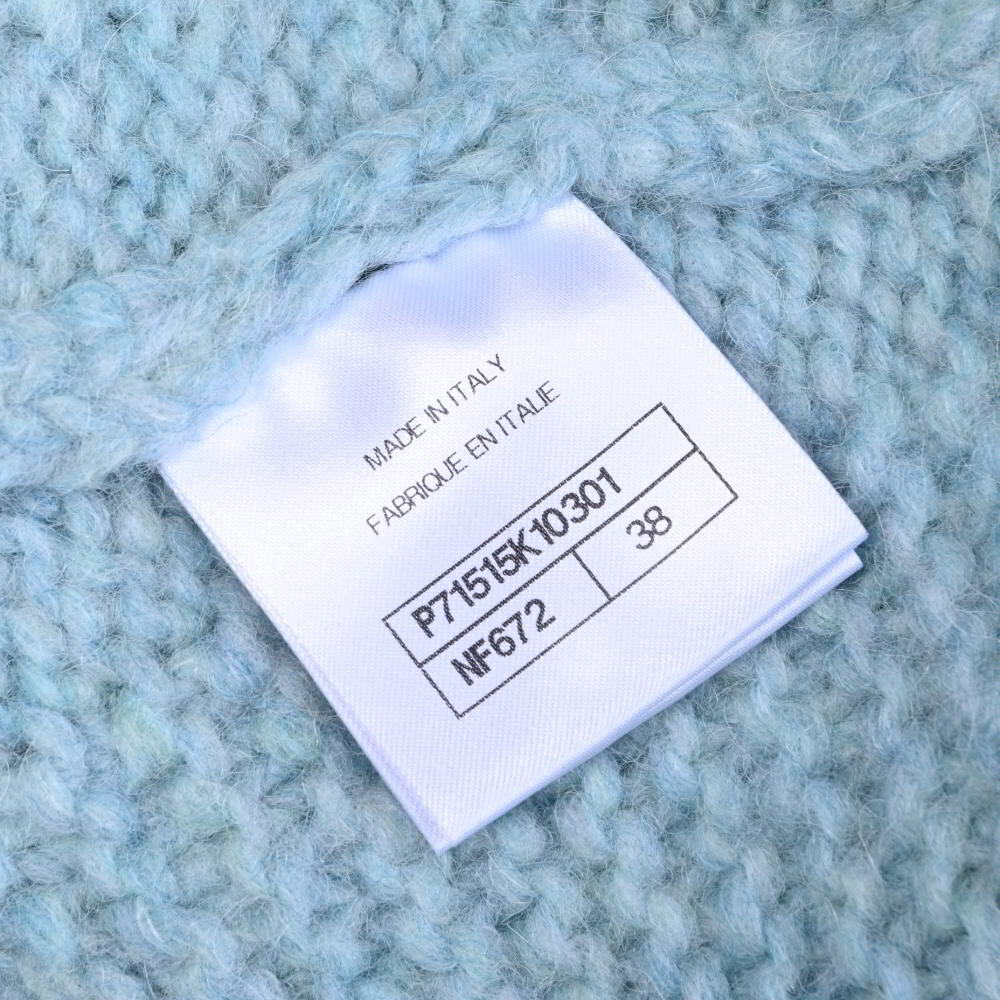 MADE IN ITALY
FABRIQUE EN ITALIE
P71515K10301
NF672 38